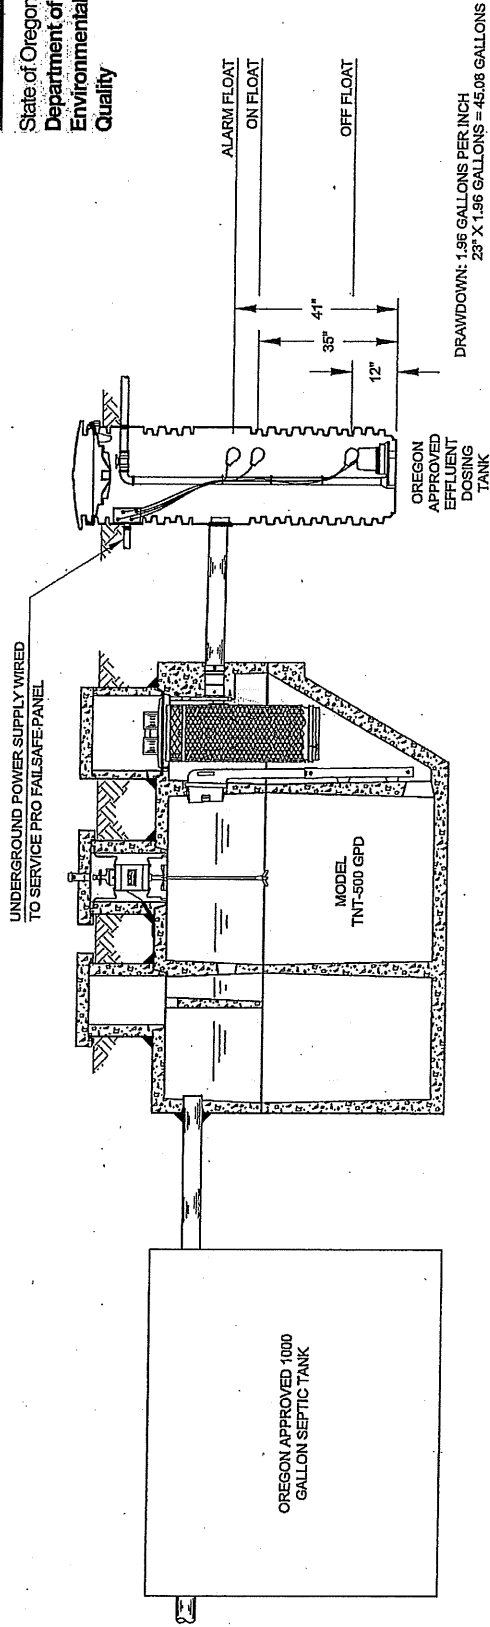 State of Oregon
Department of
Environmental
Quality
UNDERGROUND POWER SUPPLY WIRED
TO SERVICE PRO FAILSAFE PANEL
ALARM FLOAT
ON FLOAT
OFF FLOAT
41"
35"
12"
DRAWDOWN: 1.96 GALLONS PER INCH
23" X 1.96 GALLONS = 45.08 GALLONS
OREGON
APPROVED
EFFLUENT
DOSING
TANK
MODEL
TNT-500 GPD
OREGON APPROVED 1000
GALLON SEPTIC TANK